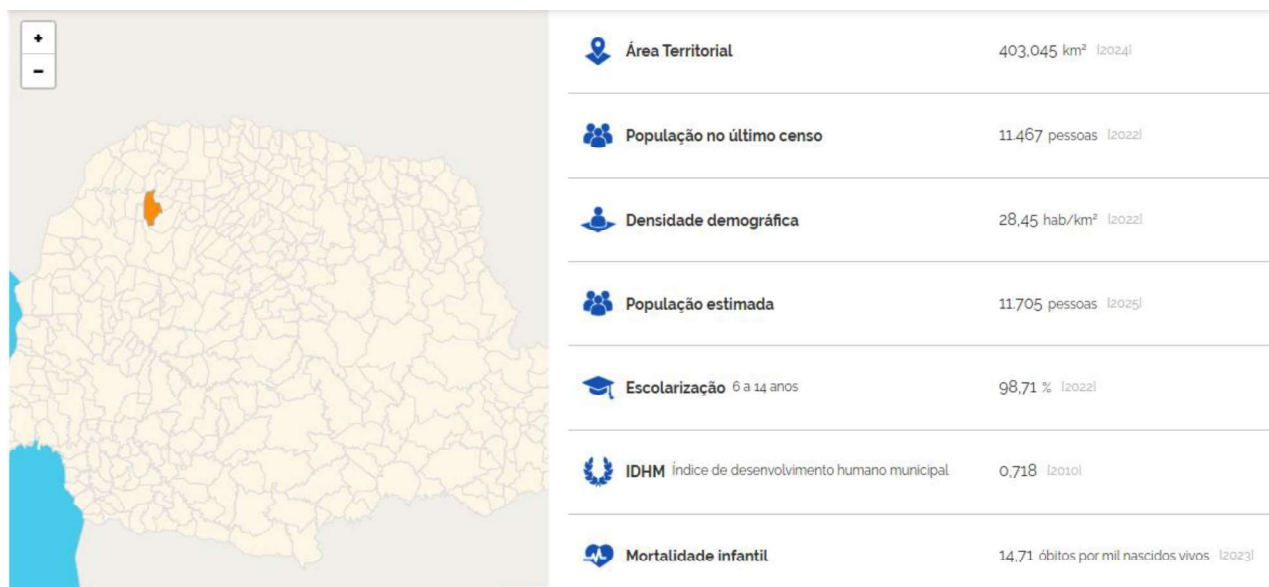 +
−
Área Territorial 403,045 km² [2024]
População no último censo 11.467 pessoas [2022]
Densidade demográfica 28,45 hab/km² [2022]
População estimada 11.705 pessoas [2025]
Escolarização 6 a 14 anos 98,71 % [2022]
IDHM Índice de desenvolvimento humano municipal 0,718 [2010]
Mortalidade infantil 14,71 óbitos por mil nascidos vivos [2023]